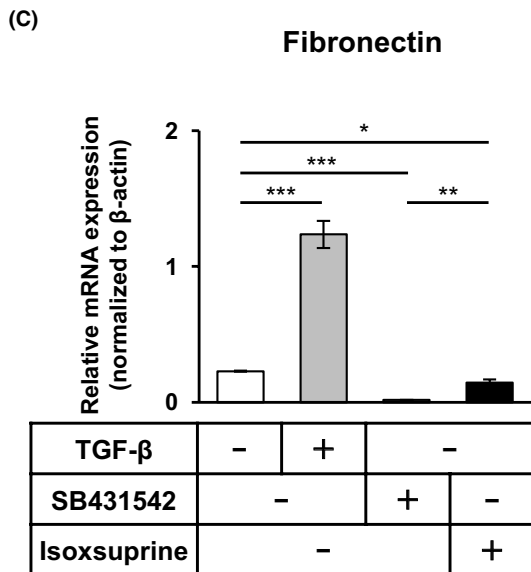 (C)
Fibronectin
Relative mRNA expression
(normalized to β-actin)
2
1
0
*
***
*** **
TGF-β - + -
SB431542 - + -
Isoxsuprine - +